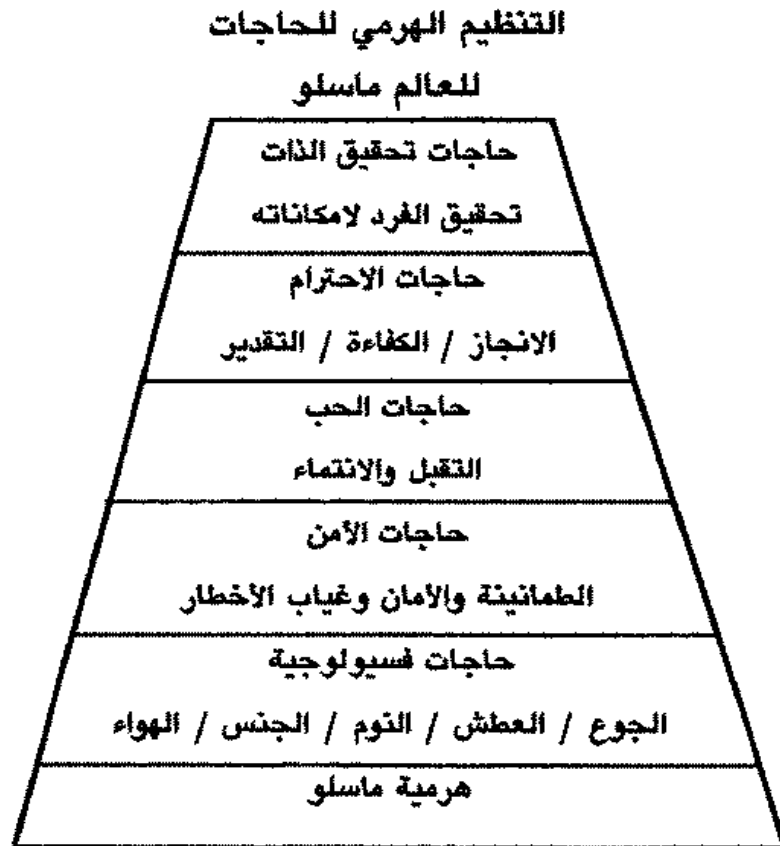 التنظيم الهرمي للحاجات
للعالم ماسلو
حاجات تحقيق الذات
تحقيق الفرد لامكاناته
حاجات الاحترام
الانجاز / الكفاءة / التقدير
حاجات الحب
التقبل والانتماء
حاجات الأمن
الطمانينة والامان وغياب الأخطار
حاجات فسيولوجية
الجوع / العطش / النوم / الجنس / الهواء
هرمية ماسلو